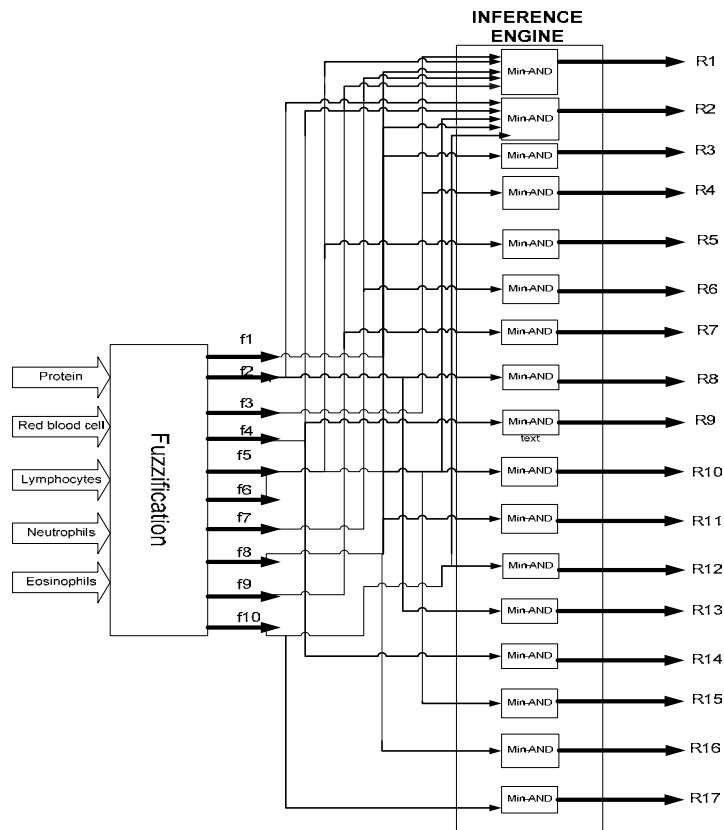 INFERENCE
ENGINE
Min-AND R1
Min-AND R2
Min-AND R3
Min-AND R4
Min-AND R5
Min-AND R6
Min-AND R7
Min-AND R8
Min-AND R9
text
Min-AND R10
Min-AND R11
Min-AND R12
Min-AND R13
Min-AND R14
Min-AND R15
Min-AND R16
Min-AND R17
f1
f2
f3
f4
f5
f6
f7
f8
f9
f10
Fuzzification
Protein
Red blood cell
Lymphocytes
Neutrophils
Eosinophils